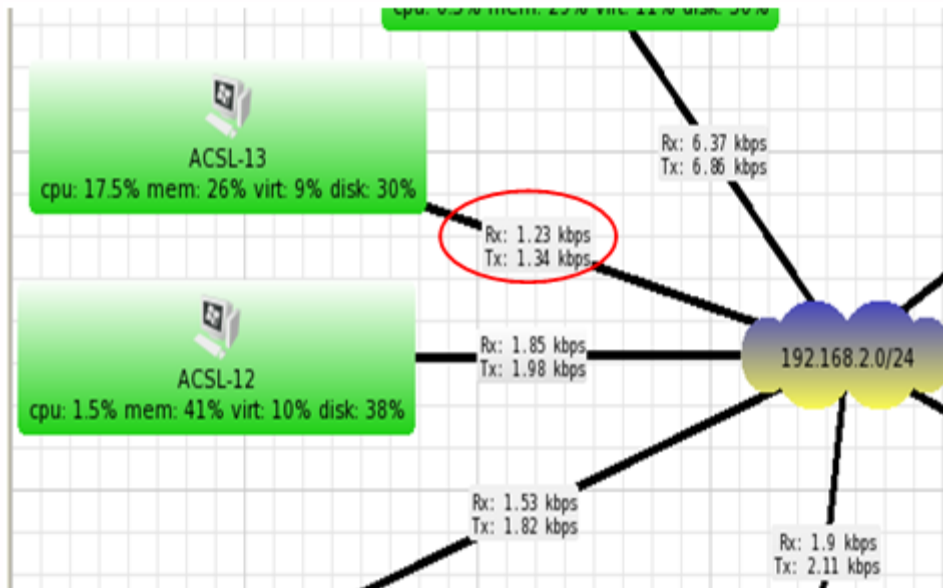 ACSL-13
cpu: 17.5% mem: 26% virt: 9% disk: 30%
Rx: 6.37 kbps
Tx: 6.86 kbps
Rx: 1.23 kbps
Tx: 1.34 kbps
ACSL-12
cpu: 1.5% mem: 41% virt: 10% disk: 38%
Rx: 1.85 kbps
Tx: 1.98 kbps
192.168.2.0/24
Rx: 1.53 kbps
Tx: 1.82 kbps
Rx: 1.9 kbps
Tx: 2.11 kbps